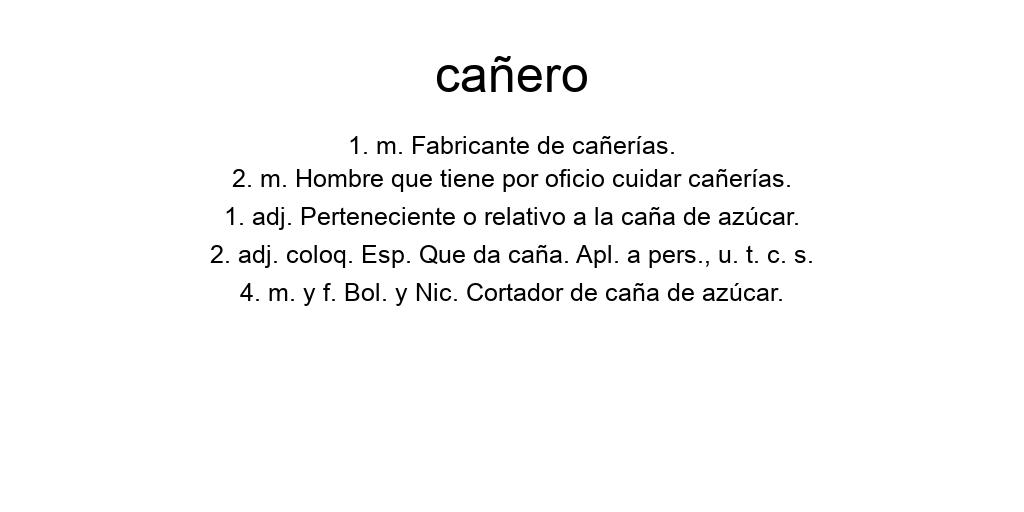 cañero
1. m. Fabricante de cañerías.
2. m. Hombre que tiene por oficio cuidar cañerías.
1. adj. Perteneciente o relativo a la caña de azúcar.
2. adj. coloq. Esp. Que da caña. Apl. a pers., u. t. c. s.
4. m. y f. Bol. y Nic. Cortador de caña de azúcar.